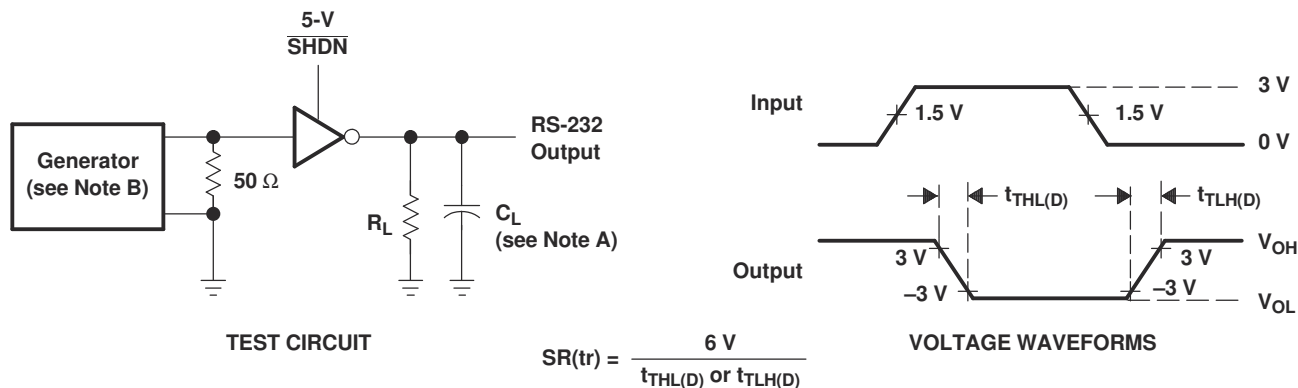 5-V
SHDN
Generator
(see Note B)
50 Ω
RS-232
Output
R_L
C_L
(see Note A)
TEST CIRCUIT
Input
1.5 V
1.5 V
3 V
0 V
t_THL(D)
t_TLH(D)
Output
3 V
–3 V
3 V
–3 V
V_OH
V_OL
VOLTAGE WAVEFORMS
SR(tr) = 6 V
t_THL(D) or t_TLH(D)